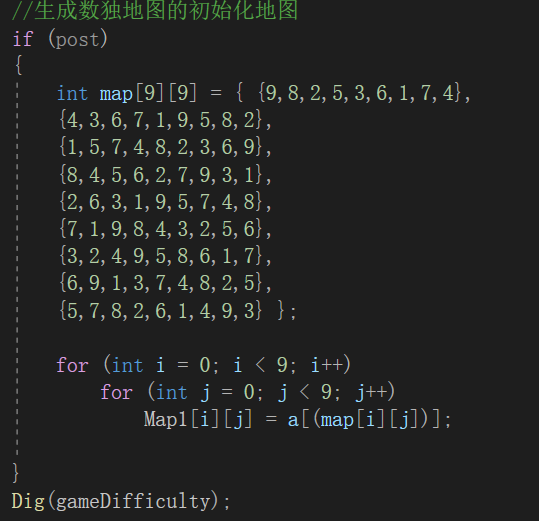 //生成数独地图的初始化地图
if (post)
{
    int map[9][9] = { {9,8,2,5,3,6,1,7,4},
    {4,3,6,7,1,9,5,8,2},
    {1,5,7,4,8,2,3,6,9},
    {8,4,5,6,2,7,9,3,1},
    {2,6,3,1,9,5,7,4,8},
    {7,1,9,8,4,3,2,5,6},
    {3,2,4,9,5,8,6,1,7},
    {6,9,1,3,7,4,8,2,5},
    {5,7,8,2,6,1,4,9,3} };

    for (int i = 0; i < 9; i++)
        for (int j = 0; j < 9; j++)
            Map1[i][j] = a[(map[i][j])];

}
Dig(gameDifficulty);